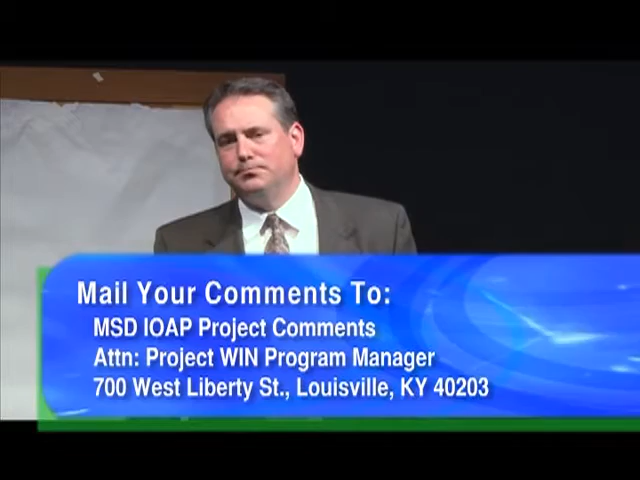 Mail Your Comments To:
MSD IOAP Project Comments
Attn: Project WIN Program Manager
700 West Liberty St., Louisville, KY 40203